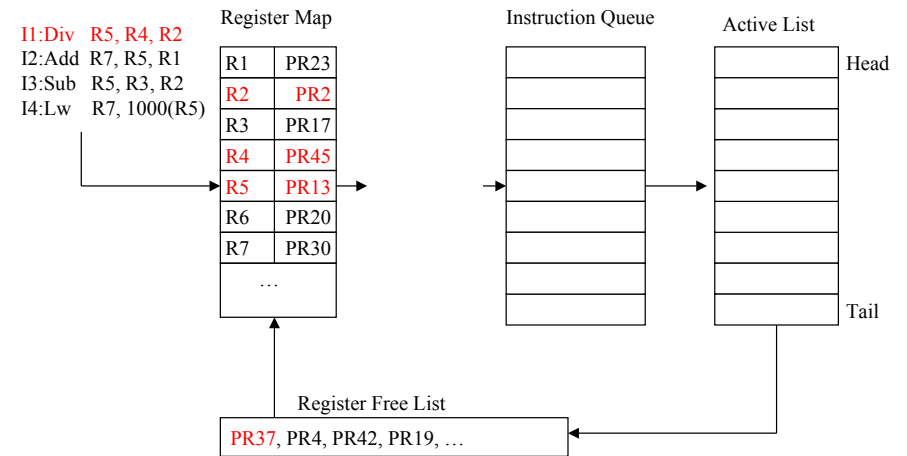 Register Map
Instruction Queue
Active List
I1:Div R5, R4, R2
I2:Add R7, R5, R1
I3:Sub R5, R3, R2
I4:Lw R7, 1000(R5)
R1 PR23
R2 PR2
R3 PR17
R4 PR45
R5 PR13
R6 PR20
R7 PR30
…
Head
Tail
Register Free List
PR37, PR4, PR42, PR19, …